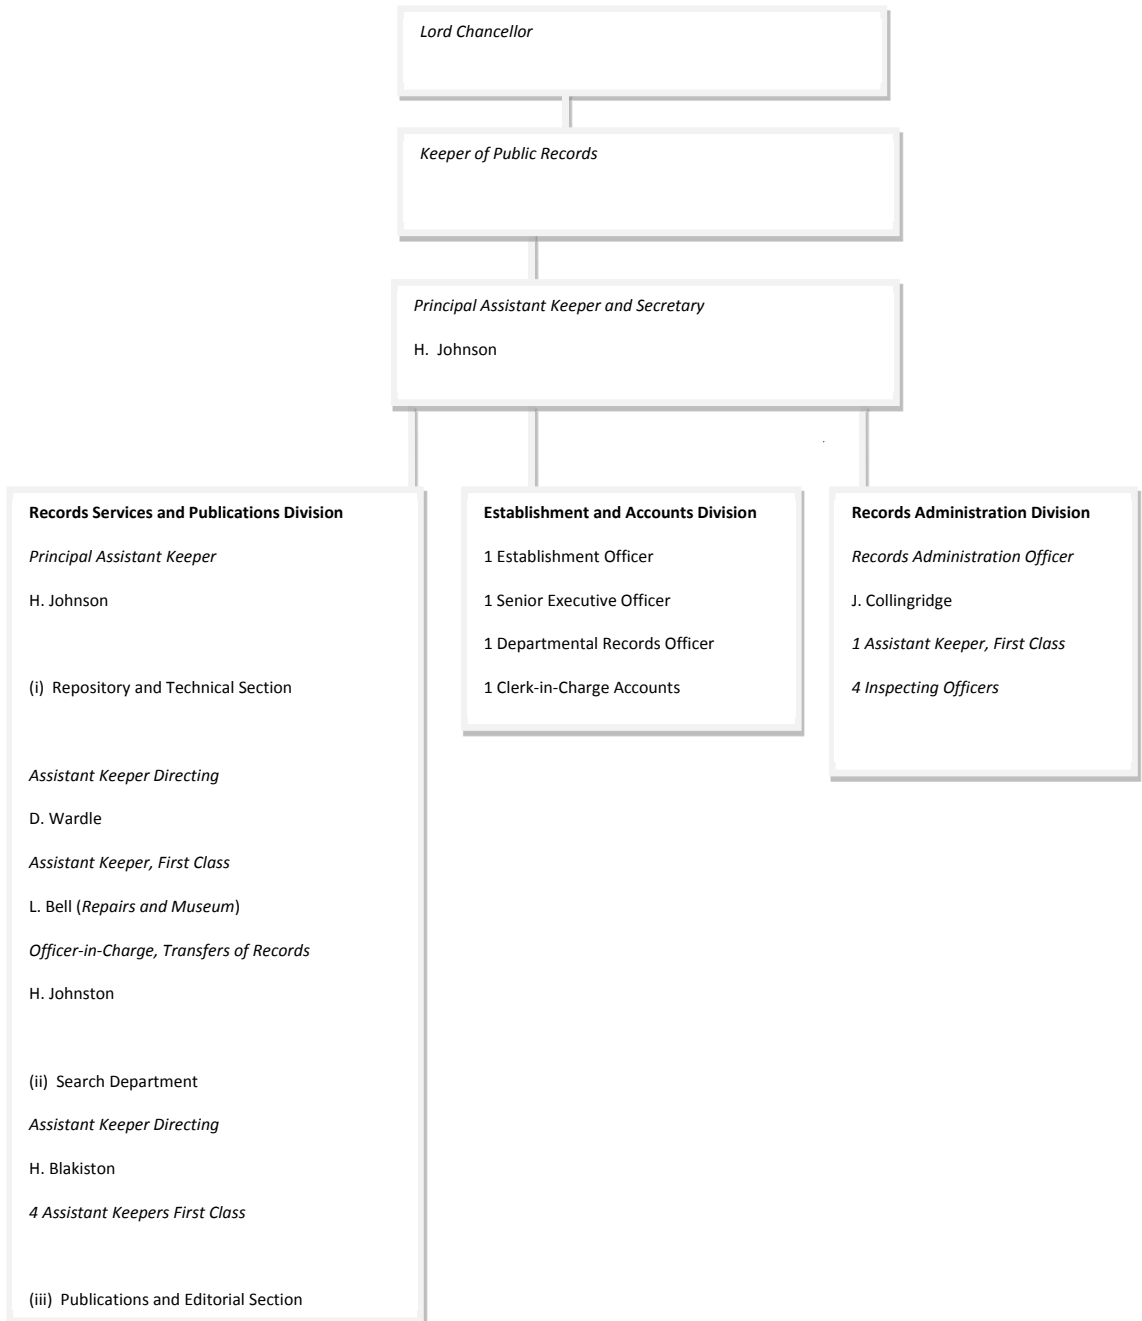 Lord Chancellor
Keeper of Public Records
Principal Assistant Keeper and Secretary
H.  Johnson
Records Services and Publications Division
Principal Assistant Keeper
H. Johnson
(i)  Repository and Technical Section
Assistant Keeper Directing
D. Wardle
Assistant Keeper, First Class
L. Bell (Repairs and Museum)
Officer-in-Charge, Transfers of Records
H. Johnston
(ii)  Search Department
Assistant Keeper Directing
H. Blakiston
4 Assistant Keepers First Class
(iii)  Publications and Editorial Section
Establishment and Accounts Division
1 Establishment Officer
1 Senior Executive Officer
1 Departmental Records Officer
1 Clerk-in-Charge Accounts
Records Administration Division
Records Administration Officer
J. Collingridge
1 Assistant Keeper, First Class
4 Inspecting Officers